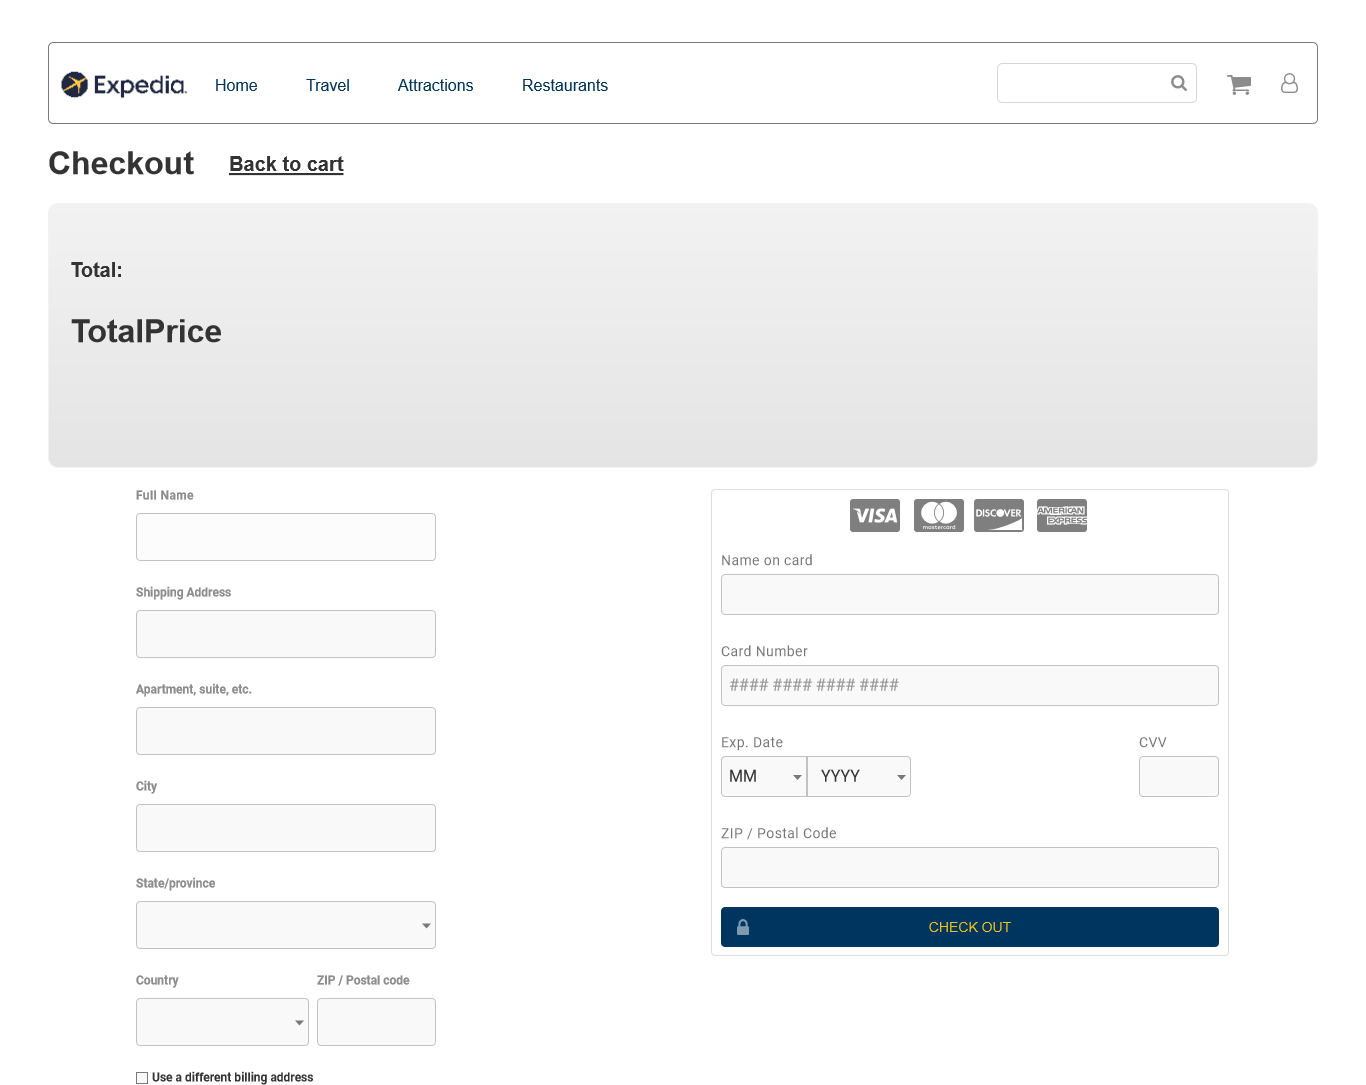 Expedia
Home Travel Attractions Restaurants
Checkout Back to cart
Total:
TotalPrice
Full Name
Shipping Address
Apartment, suite, etc.
City
State/province
Country ZIP / Postal code
Use a different billing address
VISA mastercard DISCOVER AMERICAN EXPRESS
Name on card
Card Number
#### #### #### ####
Exp. Date CVV
MM YYYY
ZIP / Postal Code
CHECK OUT